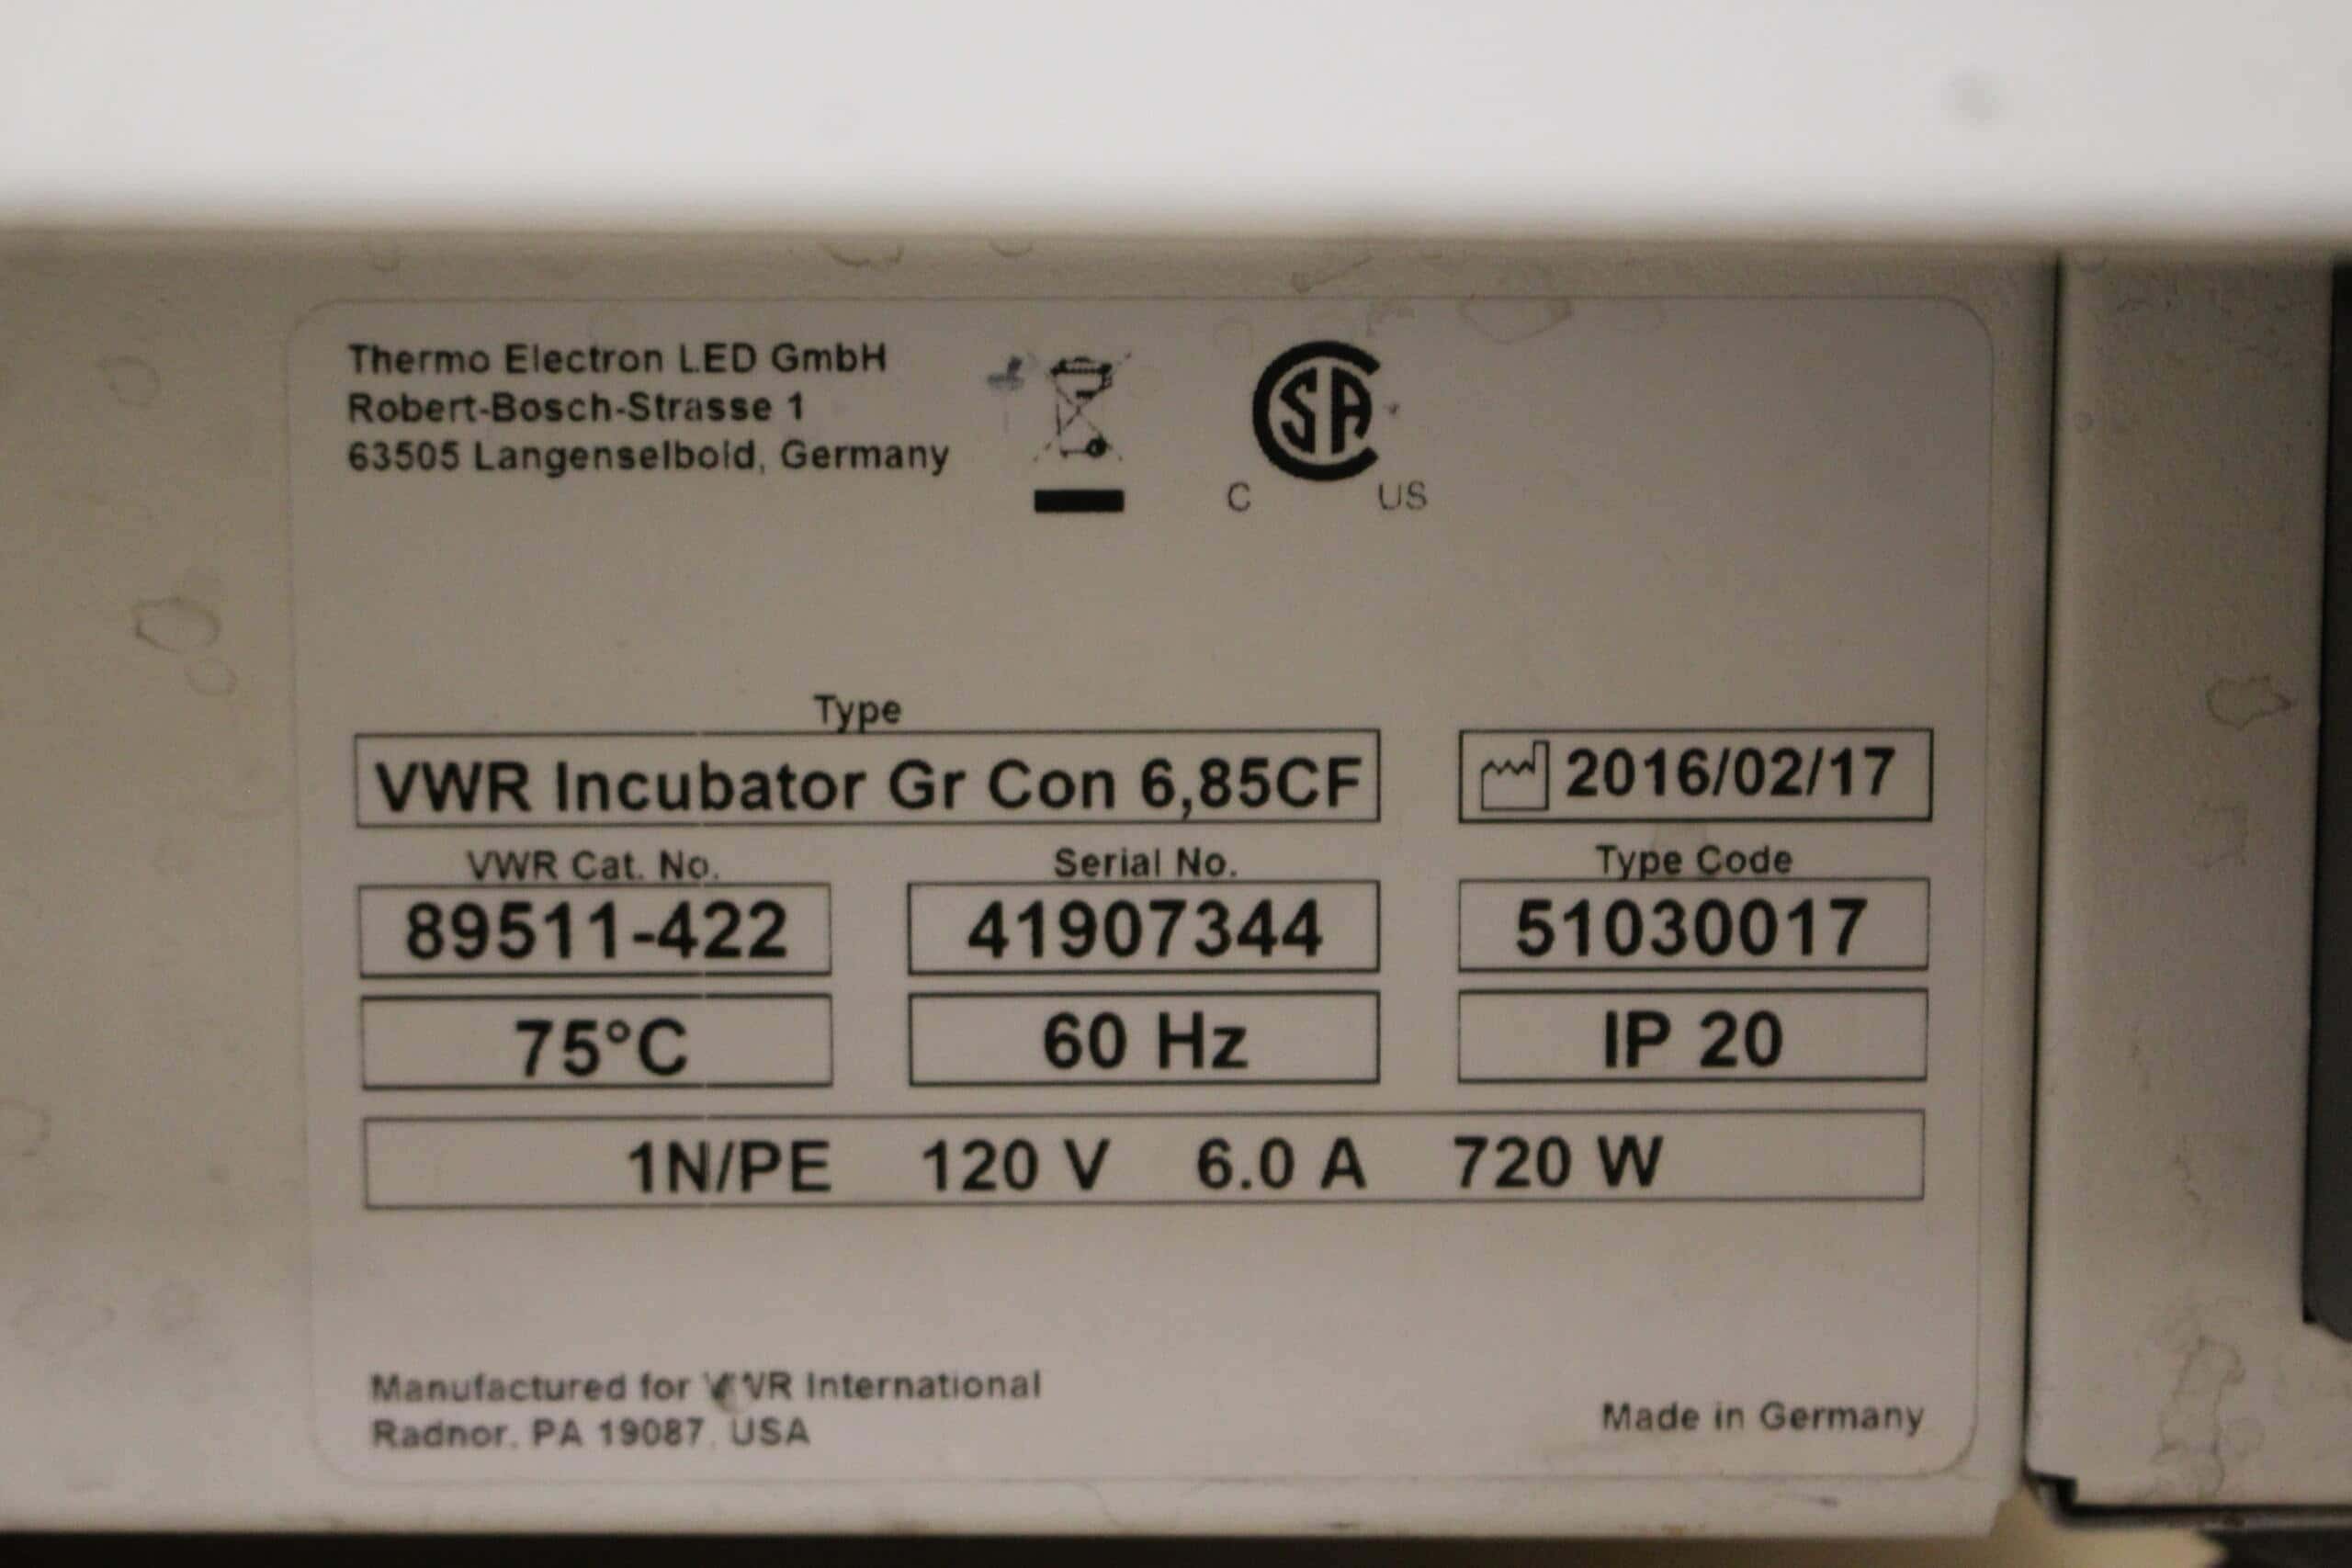 Thermo Electron LED GmbH
Robert-Bosch-Strasse 1
63505 Langenselbold, Germany
CSA
C US
Type
VWR Incubator Gr Con 6,85CF
2016/02/17
VWR Cat. No. Serial No. Type Code
89511-422 41907344 51030017
75°C 60 Hz IP 20
1N/PE 120 V 6.0 A 720 W
Manufactured for VWR International
Radnor, PA 19087, USA
Made in Germany